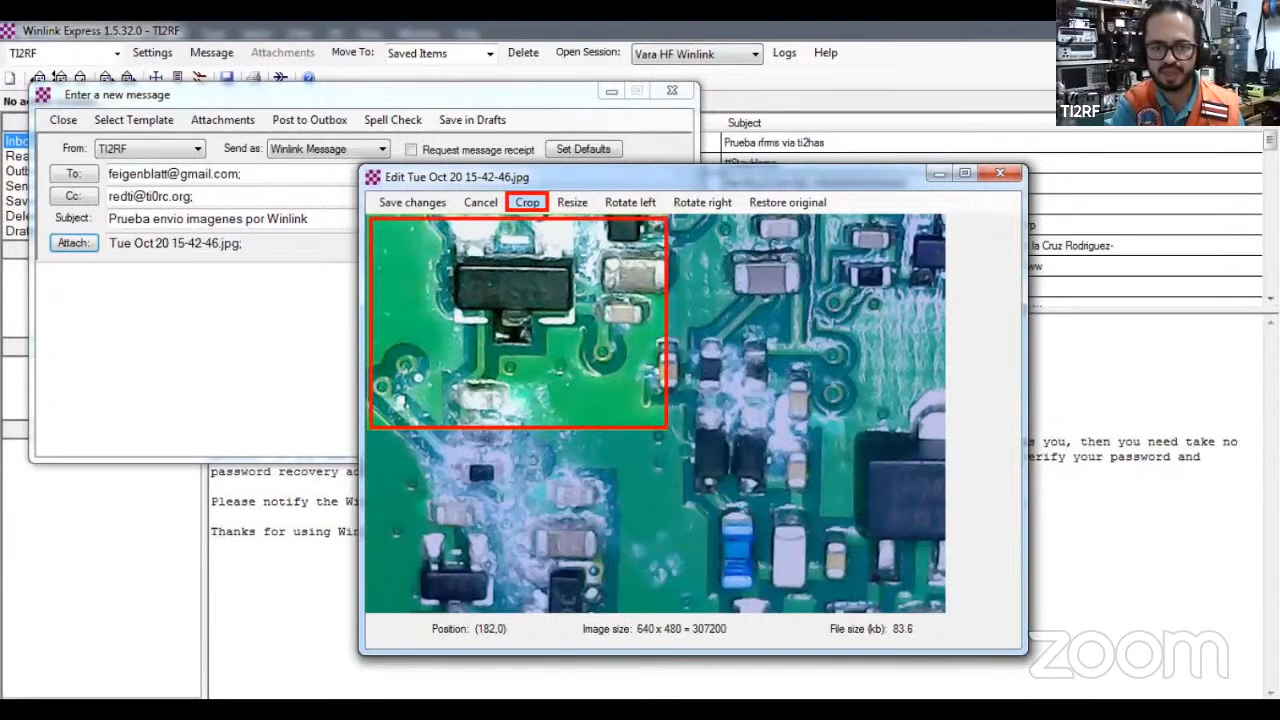 Winlink Express 1.5.32.0 - TI2RF
TI2RF Settings Message Attachments Move To: Saved Items Delete Open Session: Vara HF Winlink Logs Help
TI2RF
Enter a new message
Close Select Template Attachments Post to Outbox Spell Check Save in Drafts
From: TI2RF Send as: Winlink Message Request message receipt Set Defaults
To: feigenblatt@gmail.com;
Cc: redti@ti0rc.org;
Subject: Prueba envio imagenes por Winlink
Attach: Tue Oct 20 15-42-46.jpg;
Subject
Prueba rfrms via ti2has
la Cruz Rodriguez-
Edit Tue Oct 20 15-42-46.jpg
Save changes Cancel Crop Resize Rotate left Rotate right Restore original
Position: (182,0) Image size: 640 x 480 = 307200 File size (kb): 83.6
s you, then you need take no
erify your password and
password recovery
Please notify the
Thanks for using
zoom